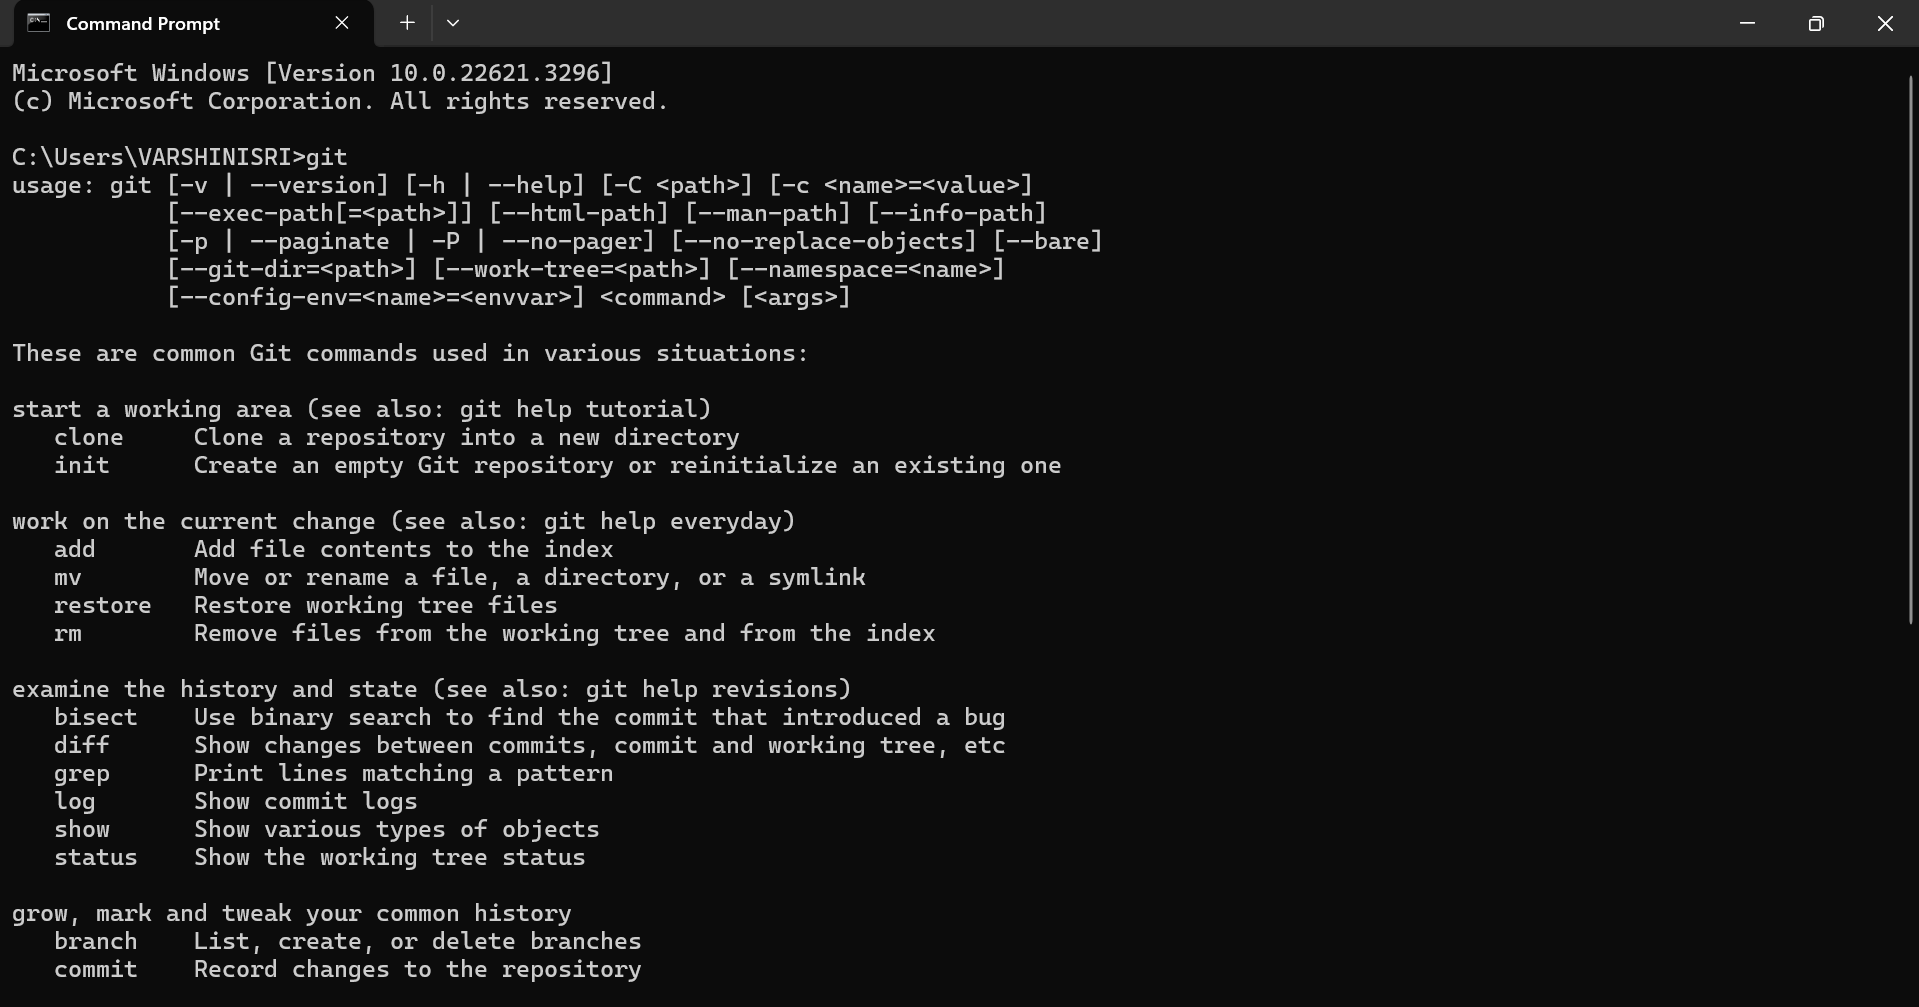 Command Prompt
Microsoft Windows [Version 10.0.22621.3296]
(c) Microsoft Corporation. All rights reserved.
C:\Users\VARSHINISRI>git
usage: git [-v | --version] [-h | --help] [-C <path>] [-c <name>=<value>]
           [--exec-path[=<path>]] [--html-path] [--man-path] [--info-path]
           [-p | --paginate | -P | --no-pager] [--no-replace-objects] [--bare]
           [--git-dir=<path>] [--work-tree=<path>] [--namespace=<name>]
           [--config-env=<name>=<envvar>] <command> [<args>]
These are common Git commands used in various situations:
start a working area (see also: git help tutorial)
   clone     Clone a repository into a new directory
   init      Create an empty Git repository or reinitialize an existing one
work on the current change (see also: git help everyday)
   add       Add file contents to the index
   mv        Move or rename a file, a directory, or a symlink
   restore   Restore working tree files
   rm        Remove files from the working tree and from the index
examine the history and state (see also: git help revisions)
   bisect    Use binary search to find the commit that introduced a bug
   diff      Show changes between commits, commit and working tree, etc
   grep      Print lines matching a pattern
   log       Show commit logs
   show      Show various types of objects
   status    Show the working tree status
grow, mark and tweak your common history
   branch    List, create, or delete branches
   commit    Record changes to the repository